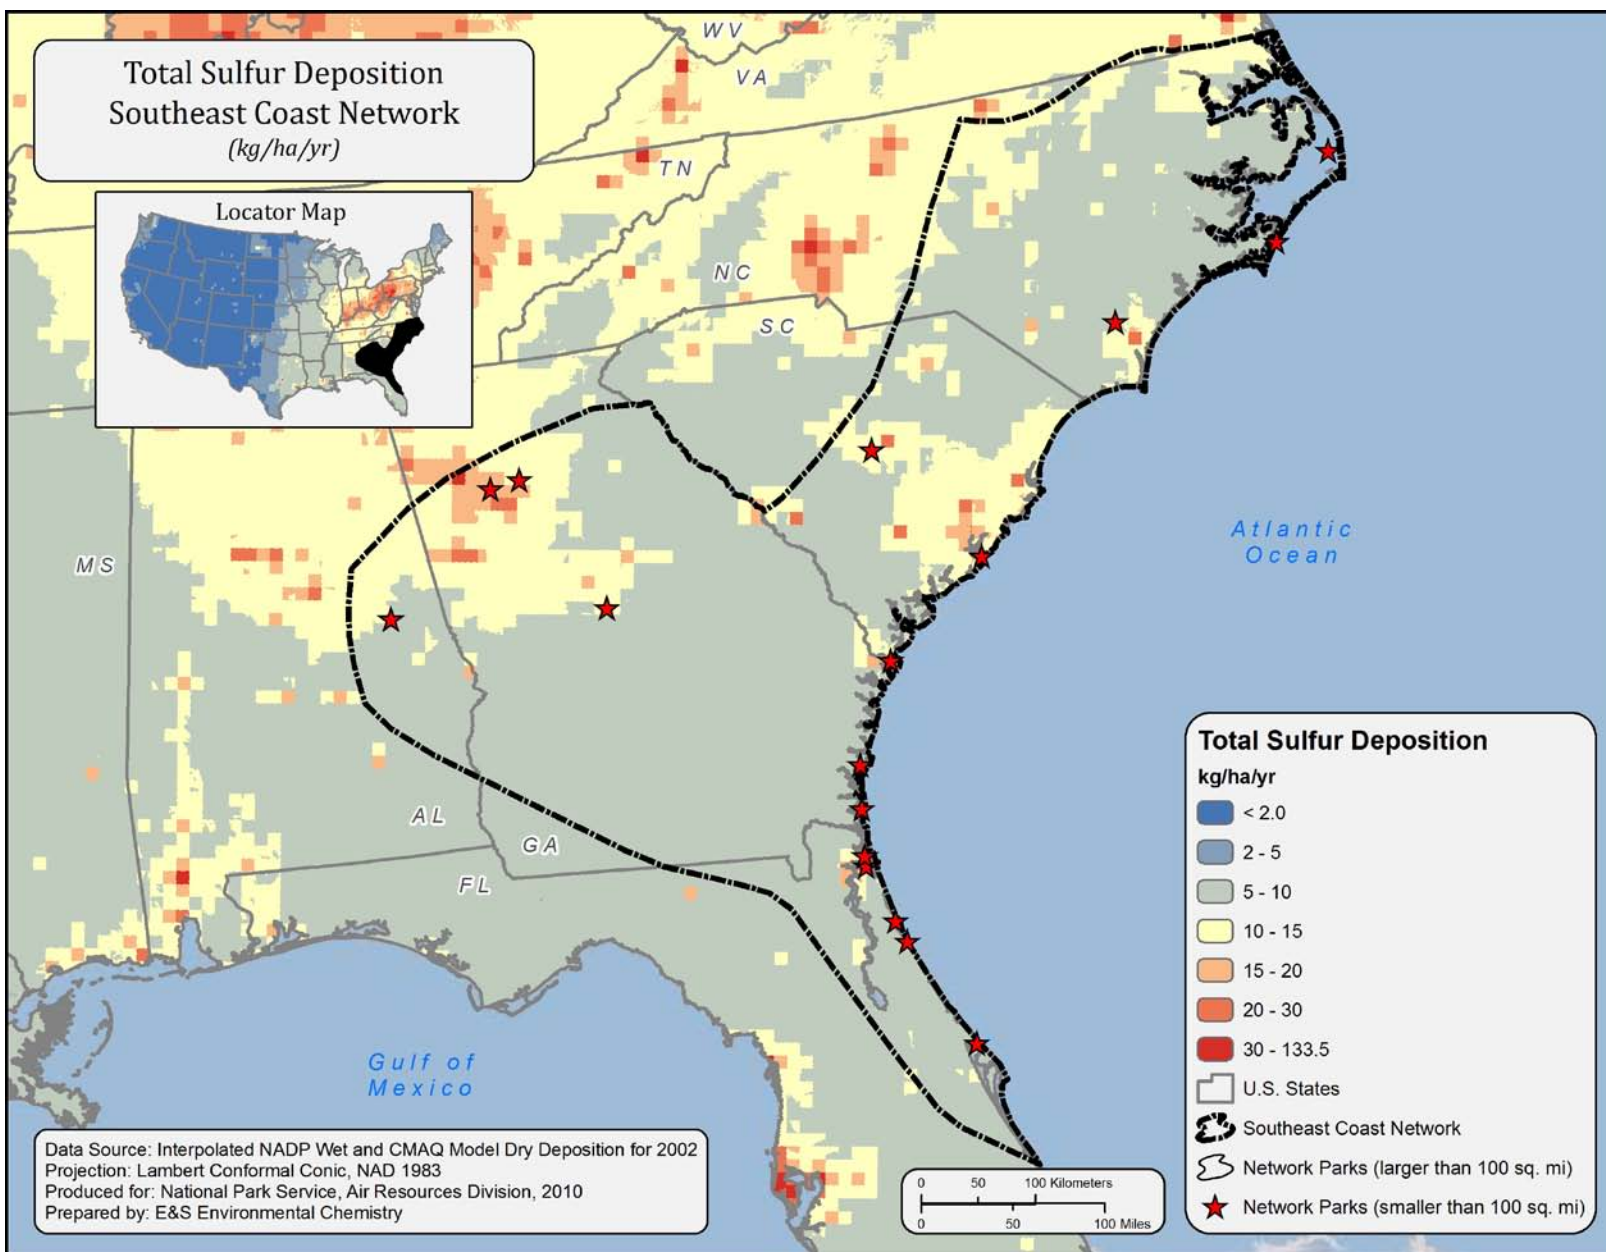 Total Sulfur Deposition
Southeast Coast Network
(kg/ha/yr)
Locator Map
WV
VA
TN
NC
SC
MS
AL
GA
FL
Atlantic
Ocean
Gulf of
Mexico
Total Sulfur Deposition
kg/ha/yr
< 2.0
2 - 5
5 - 10
10 - 15
15 - 20
20 - 30
30 - 133.5
U.S. States
Southeast Coast Network
Network Parks (larger than 100 sq. mi)
Network Parks (smaller than 100 sq. mi)
Data Source: Interpolated NADP Wet and CMAQ Model Dry Deposition for 2002
Projection: Lambert Conformal Conic, NAD 1983
Produced for: National Park Service, Air Resources Division, 2010
Prepared by: E&S Environmental Chemistry
0 50 100 Kilometers
0 50 100 Miles